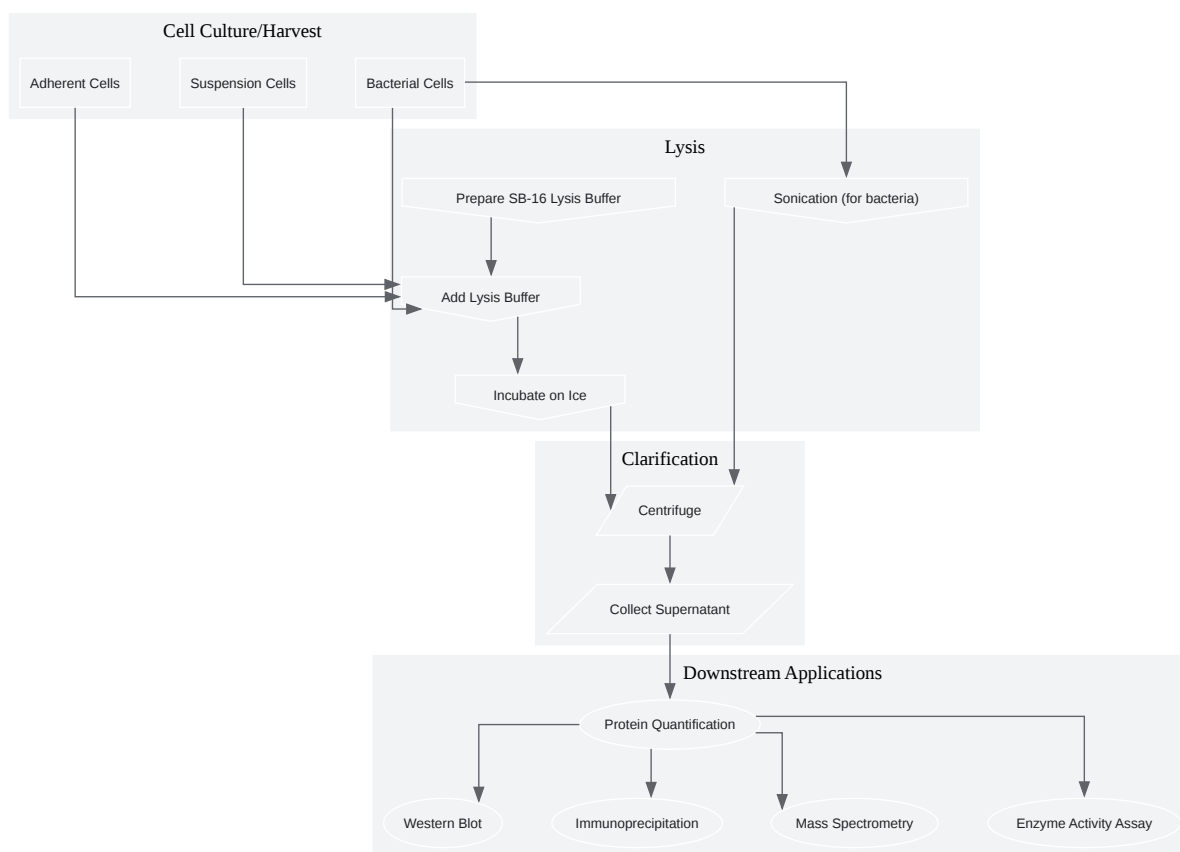 Cell Culture/Harvest
Adherent Cells
Suspension Cells
Bacterial Cells
Lysis
Prepare SB-16 Lysis Buffer
Sonication (for bacteria)
Add Lysis Buffer
Incubate on Ice
Clarification
Centrifuge
Collect Supernatant
Downstream Applications
Protein Quantification
Western Blot
Immunoprecipitation
Mass Spectrometry
Enzyme Activity Assay